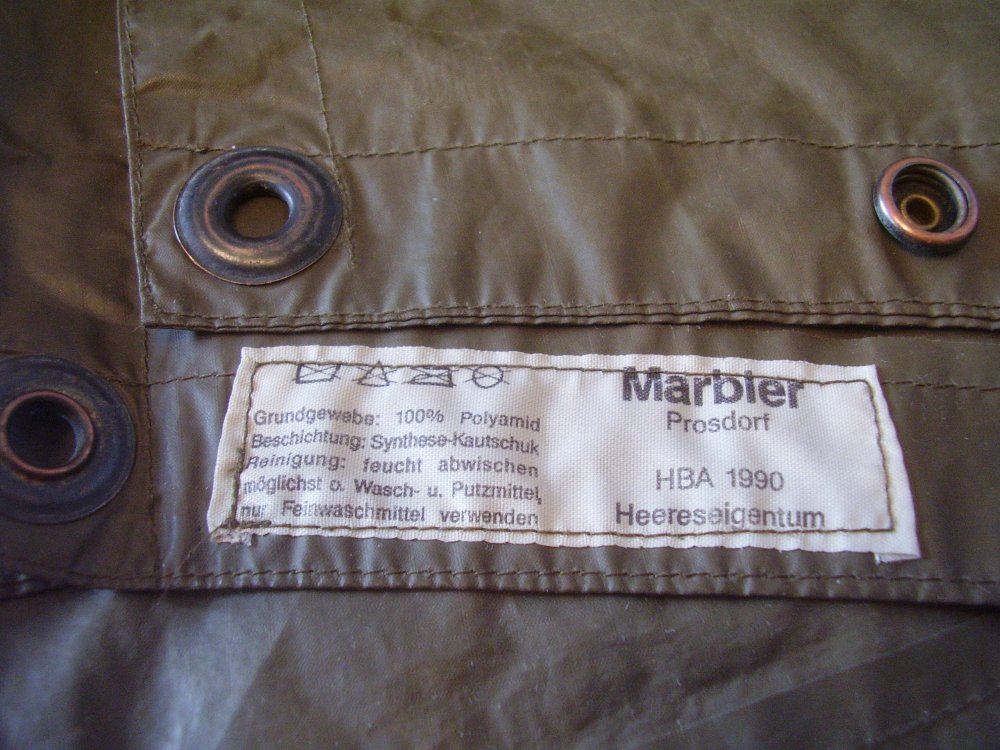 Grundgewebe: 100% Polyamid
Beschichtung: Synthese-Kautschuk
Reinigung: feucht abwischen
möglichst o. Wasch- u. Putzmittel,
nur Feinwaschmittel verwenden
Marbler
Prosdorf
HBA 1990
Heereseigentum